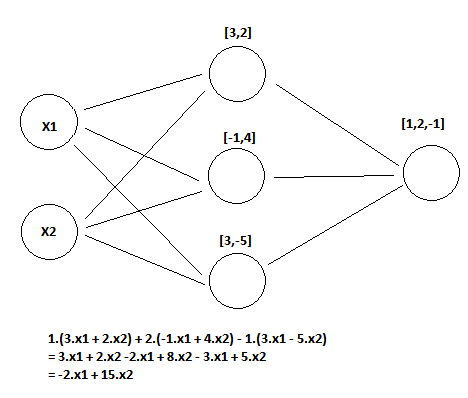 [3,2]
[1,2,-1]
X1
[-1,4]
X2
[3,-5]
1.(3.x1 + 2.x2) + 2.(-1.x1 + 4.x2) - 1.(3.x1 - 5.x2)
= 3.x1 + 2.x2 -2.x1 + 8.x2 - 3.x1 + 5.x2
= -2.x1 + 15.x2